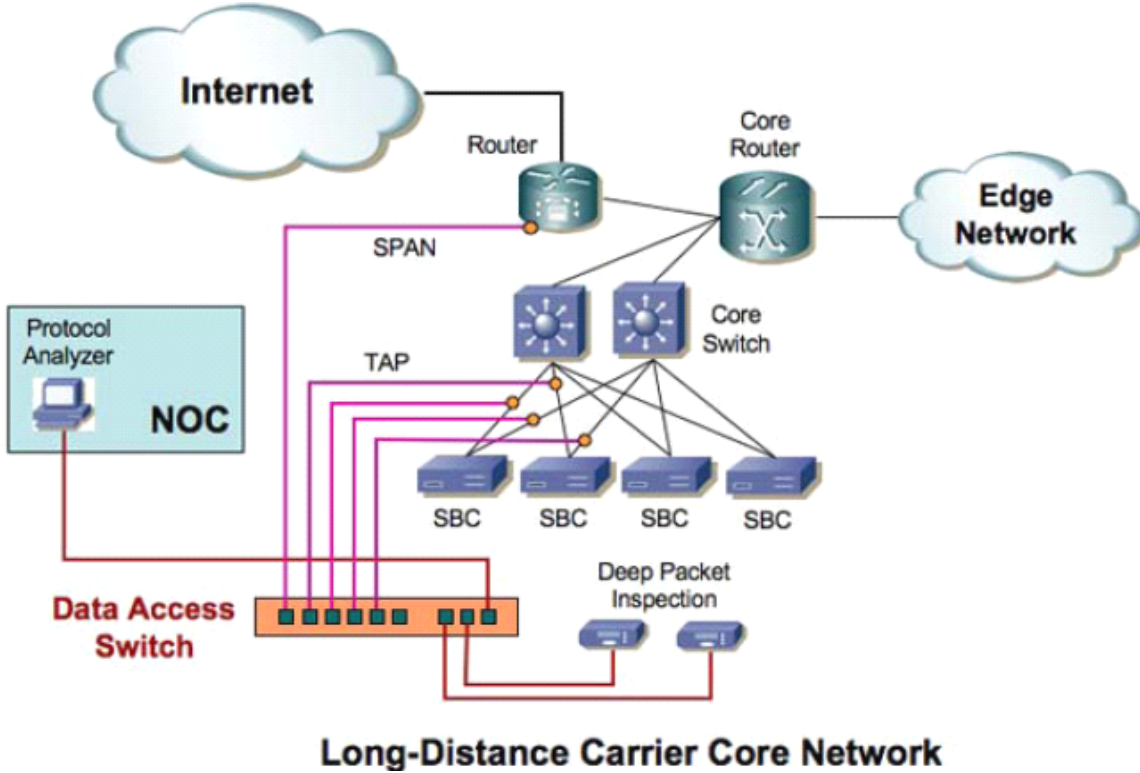 Internet
Router
Core
Router
Edge
Network
SPAN
Protocol
Analyzer
NOC
TAP
Core
Switch
SBC
SBC
SBC
SBC
Data Access
Switch
Deep Packet
Inspection
Long-Distance Carrier Core Network